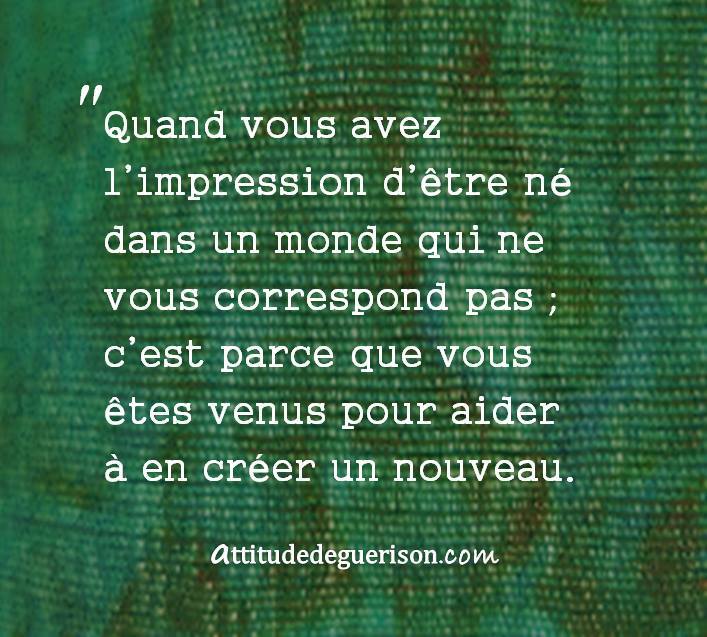 "Quand vous avez
l'impression d'être né
dans un monde qui ne
vous correspond pas ;
c'est parce que vous
êtes venus pour aider
à en créer un nouveau.
attitudedeguerison.com